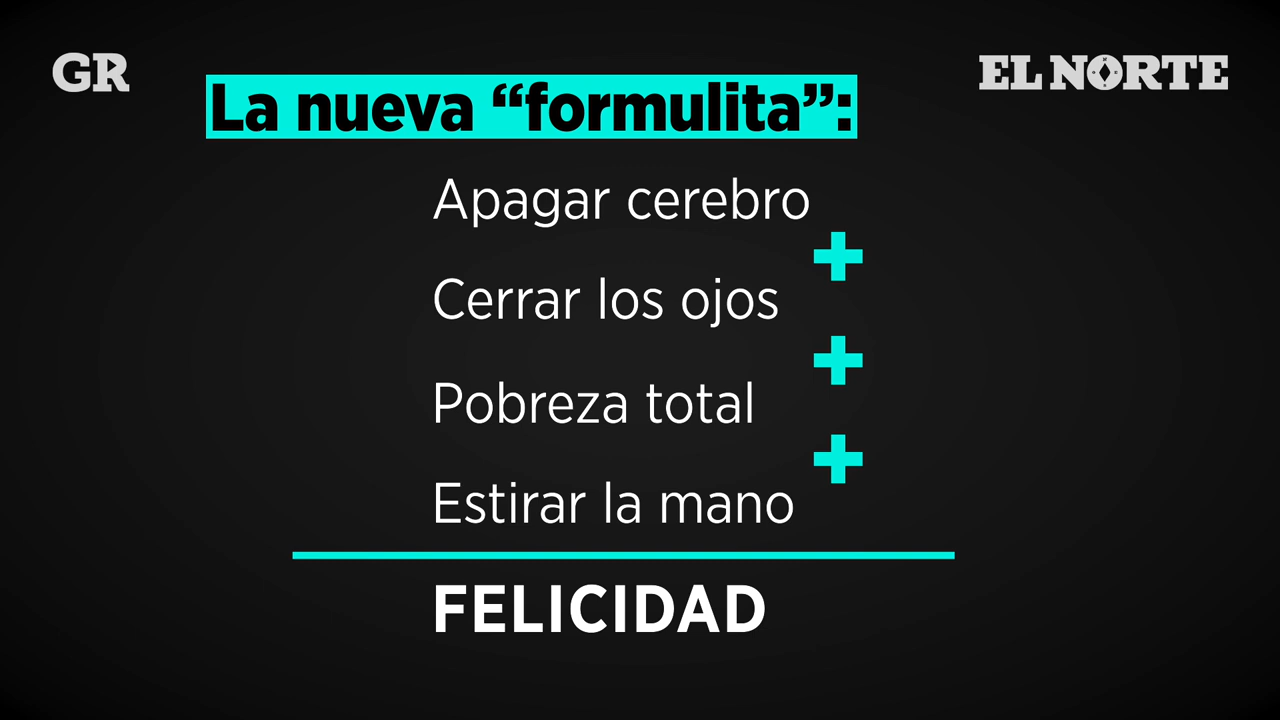 GR
EL NORTE
La nueva “formulita”:
Apagar cerebro
+
Cerrar los ojos
+
Pobreza total
+
Estirar la mano
FELICIDAD